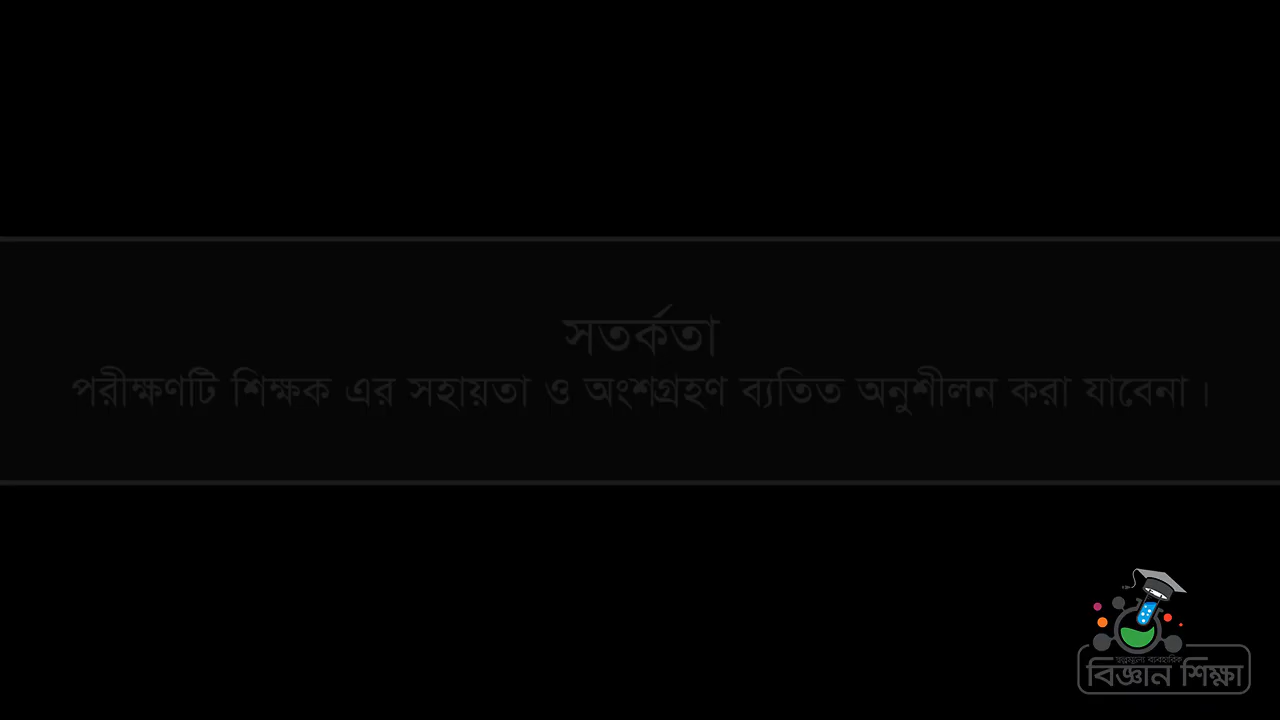 সতর্কতা
পরীক্ষণটি শিক্ষক এর সহায়তা ও অংশগ্রহণ ব্যতিত অনুশীলন করা যাবেনা।
বিজ্ঞান শিক্ষা